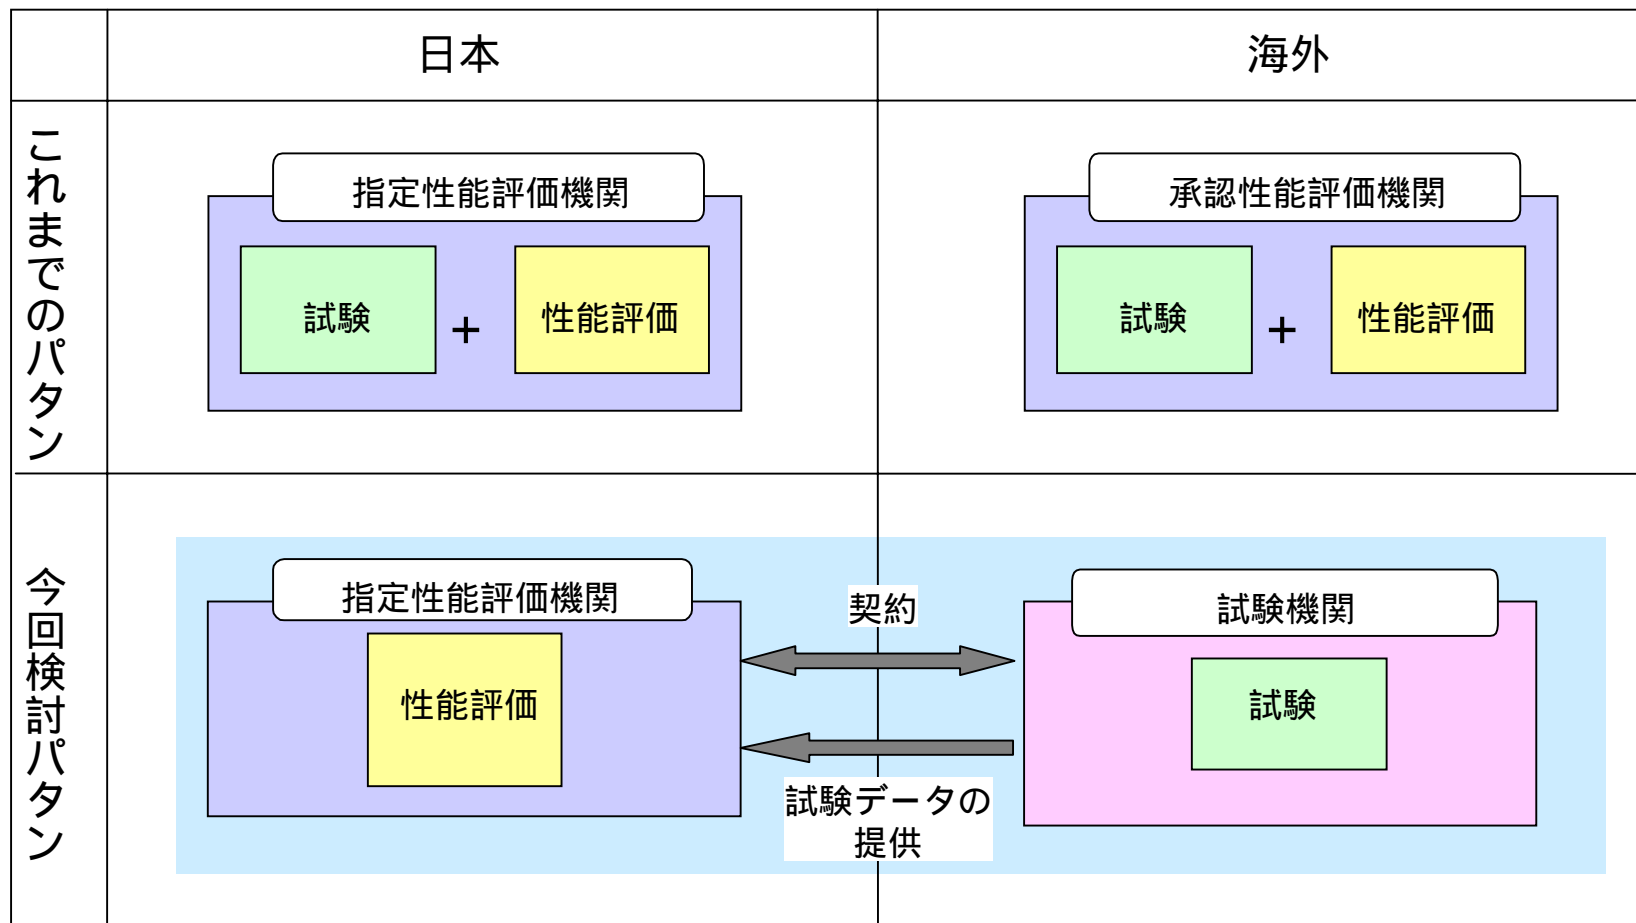 日本
海外
これまでのパタン
指定性能評価機関
試験
+
性能評価
承認性能評価機関
試験
+
性能評価
今回検討パタン
指定性能評価機関
性能評価
契約
試験データの
提供
試験機関
試験